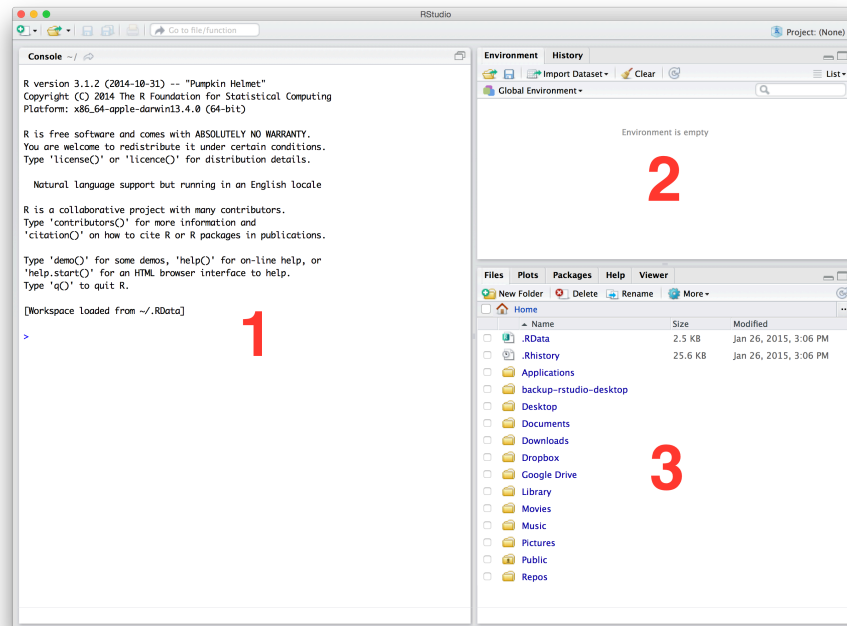 RStudio
Go to file/function
Project: (None)
Console ~/
R version 3.1.2 (2014-10-31) -- "Pumpkin Helmet"
Copyright (C) 2014 The R Foundation for Statistical Computing
Platform: x86_64-apple-darwin13.4.0 (64-bit)
R is free software and comes with ABSOLUTELY NO WARRANTY.
You are welcome to redistribute it under certain conditions.
Type 'license()' or 'licence()' for distribution details.
Natural language support but running in an English locale
R is a collaborative project with many contributors.
Type 'contributors()' for more information and
'citation()' on how to cite R or R packages in publications.
Type 'demo()' for some demos, 'help()' for on-line help, or
'help.start()' for an HTML browser interface to help.
Type 'q()' to quit R.
[Workspace loaded from ~/.RData]
>
1
Environment History
Import Dataset Clear List
Global Environment
Environment is empty
2
Files Plots Packages Help Viewer
New Folder Delete Rename More
Home ...
Name Size Modified
.RData 2.5 KB Jan 26, 2015, 3:06 PM
.Rhistory 25.6 KB Jan 26, 2015, 3:06 PM
Applications
backup-rstudio-desktop
Desktop
Documents
Downloads
Dropbox
Google Drive
Library
Movies
Music
Pictures
Public
Repos
3